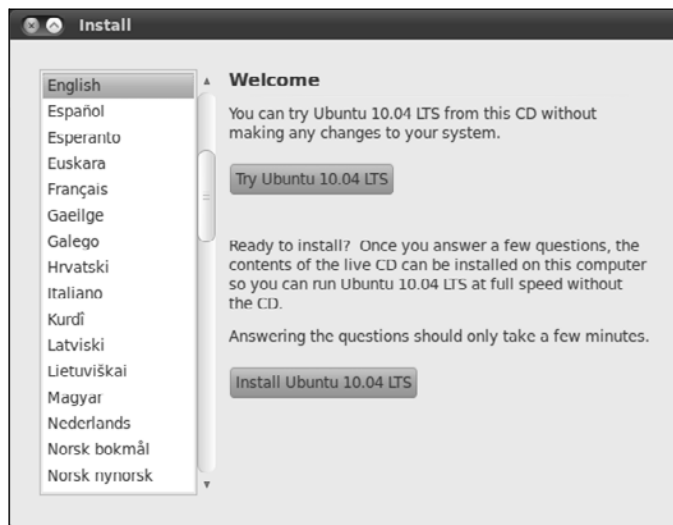 Install
English
Español
Esperanto
Euskara
Français
Gaeilge
Galego
Hrvatski
Italiano
Kurdî
Latviski
Lietuviškai
Magyar
Nederlands
Norsk bokmål
Norsk nynorsk
Welcome
You can try Ubuntu 10.04 LTS from this CD without
making any changes to your system.
Try Ubuntu 10.04 LTS
Ready to install?  Once you answer a few questions, the
contents of the live CD can be installed on this computer
so you can run Ubuntu 10.04 LTS at full speed without
the CD.
Answering the questions should only take a few minutes.
Install Ubuntu 10.04 LTS